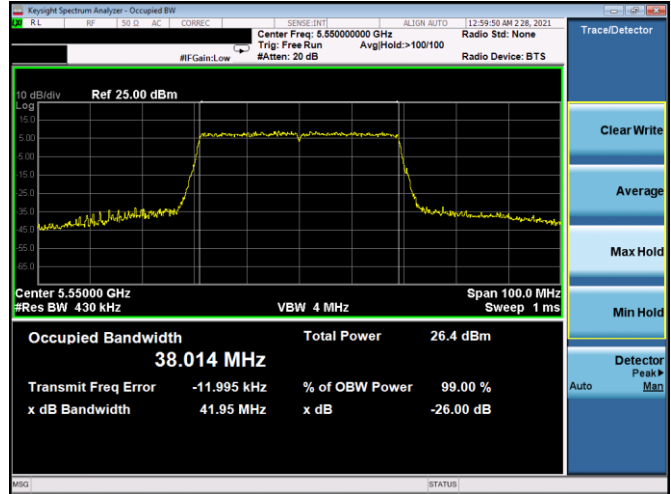 Keysight Spectrum Analyzer - Occupied BW
RL RF 50 Ω AC CORREC SENSE:INT ALIGN AUTO 12:59:50 AM 2 28, 2021
Center Freq: 5.550000000 GHz Radio Std: None
Trig: Free Run Avg|Hold:>100/100
#IFGain:Low #Atten: 20 dB Radio Device: BTS
Trace/Detector
10 dB/div Ref 25.00 dBm
Log
15.0
5.00
-5.00
-15.0
-25.0
-35.0
-45.0
-55.0
-65.0
Center 5.55000 GHz Span 100.0 MHz
#Res BW 430 kHz VBW 4 MHz Sweep 1 ms
Occupied Bandwidth Total Power 26.4 dBm
38.014 MHz
Transmit Freq Error -11.995 kHz % of OBW Power 99.00 %
x dB Bandwidth 41.95 MHz x dB -26.00 dB
Clear Write
Average
Max Hold
Min Hold
Detector
Peak▶
Auto Man
MSG STATUS